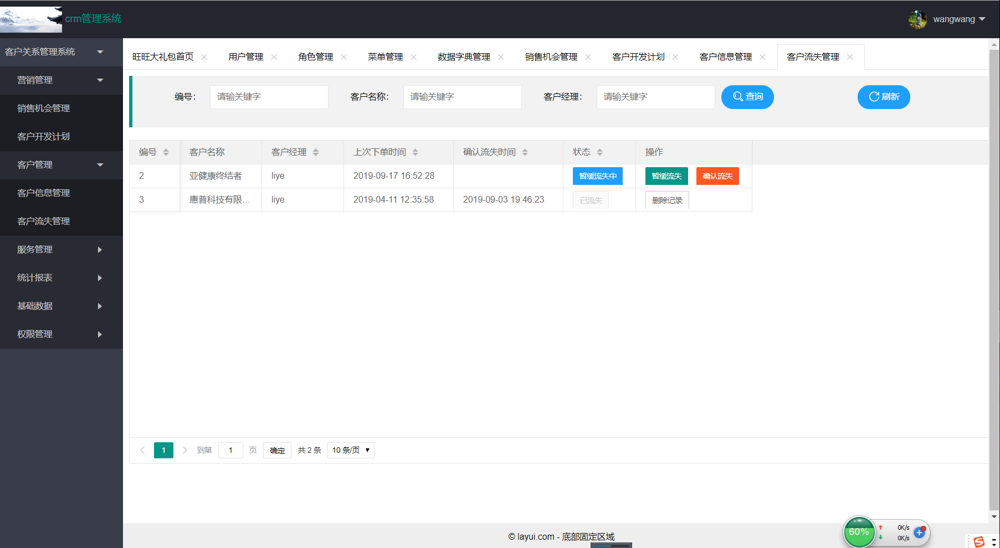 crm管理系统
wangwang
客户关系管理系统
营销管理
销售机会管理
客户开发计划
客户管理
客户信息管理
客户流失管理
服务管理
统计报表
基础数据
权限管理
旺旺大礼包首页 用户管理 角色管理 菜单管理 数据字典管理 销售机会管理 客户开发计划 客户信息管理 客户流失管理
编号： 请输关键字 客户名称： 请输关键字 客户经理： 请输关键字 查询 刷新
编号 客户名称 客户经理 上次下单时间 确认流失时间 状态 操作
2 亚健康终结者 liye 2019-09-17 16:52:28 暂缓流失中 暂缓流失 确认流失
3 惠普科技有限... liye 2019-04-11 12:35:58 2019-09-03 19:46:23 已流失 删除记录
1 到第 1 页 确定 共 2 条 10 条/页
© layui.com - 底部固定区域
60% 0K/s
0K/s